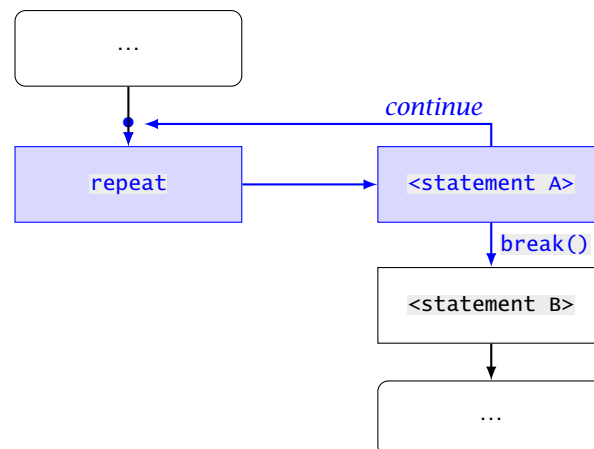 ...
continue
repeat
<statement A>
break()
<statement B>
...